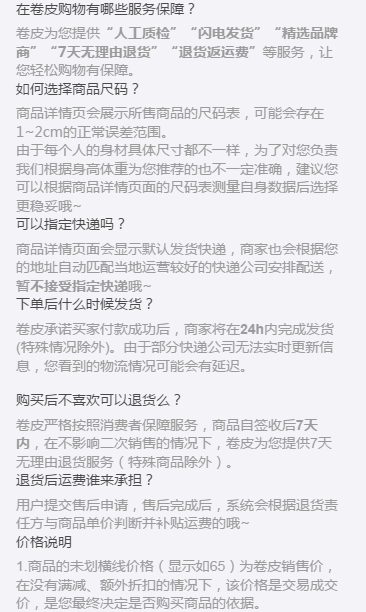 在卷皮购物有哪些服务保障？
卷皮为您提供“人工质检”“闪电发货”“精选品牌
商”“7天无理由退货”“退货返运费”等服务，让
您轻松购物有保障。
如何选择商品尺码？
商品详情页会展示所售商品的尺码表，可能会存在
1~2cm的正常误差范围。
由于每个人的身材具体尺寸都不一样，为了对您负责
我们根据身高体重为您推荐的也不一定准确，建议您
可以根据商品详情页面的尺码表测量自身数据后选择
更稳妥哦~
可以指定快递吗？
商品详情页面会显示默认发货快递，商家也会根据您
的地址自动匹配当地运营较好的快递公司安排配送，
暂不接受指定快递哦~
下单后什么时候发货？
卷皮承诺买家付款成功后，商家将在24h内完成发货
(特殊情况除外)。由于部分快递公司无法实时更新信
息，您看到的物流情况可能会有延迟。
购买后不喜欢可以退货么？
卷皮严格按照消费者保障服务，商品自签收后7天
内，在不影响二次销售的情况下，卷皮为您提供7天
无理由退货服务（特殊商品除外）。
退货后运费谁来承担？
用户提交售后申请，售后完成后，系统会根据退货责
任方与商品单价判断并补贴运费的哦~
价格说明
1.商品的未划横线价格（显示如65）为卷皮销售价，
在没有满减、额外折扣的情况下，该价格是交易成交
价，是您最终决定是否购买商品的依据。